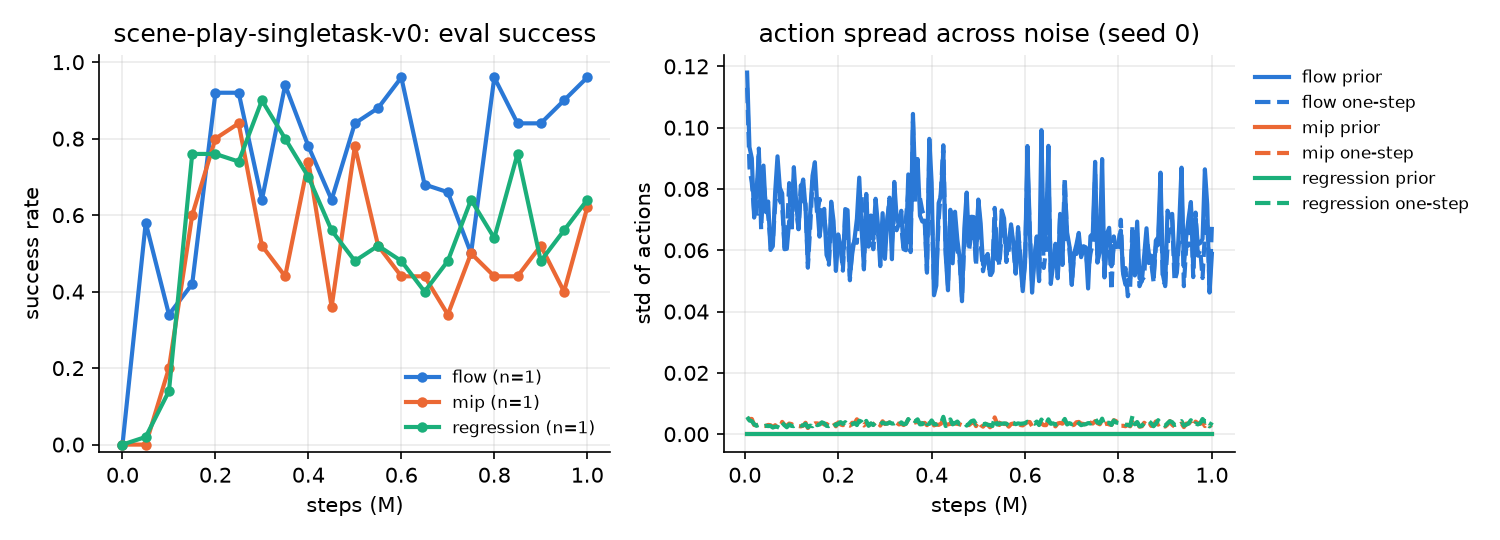 scene-play-singletask-v0: eval success
success rate
1.0
0.8
0.6
0.4
0.2
0.0
flow (n=1)
mip (n=1)
regression (n=1)
0.0 0.2 0.4 0.6 0.8 1.0
steps (M)
action spread across noise (seed 0)
std of actions
0.12
0.10
0.08
0.06
0.04
0.02
0.00
0.0 0.2 0.4 0.6 0.8 1.0
steps (M)
flow prior
flow one-step
mip prior
mip one-step
regression prior
regression one-step